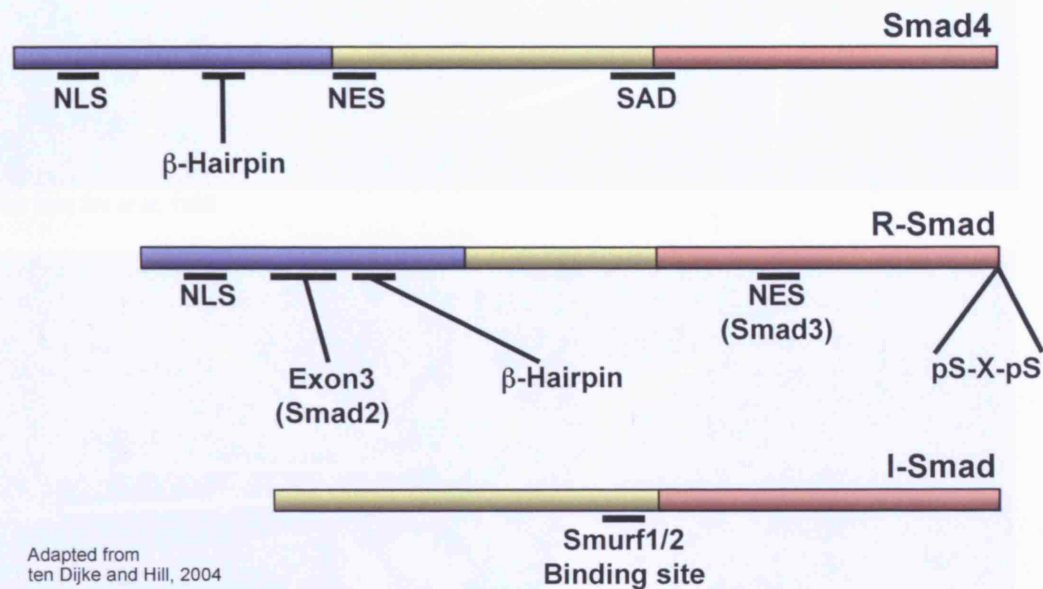 Smad4
NLS
NES
SAD
β-Hairpin
R-Smad
NLS
NES
(Smad3)
Exon3
(Smad2)
β-Hairpin
pS-X-pS
I-Smad
Smurf1/2
Binding site
Adapted from
ten Dijke and Hill, 2004